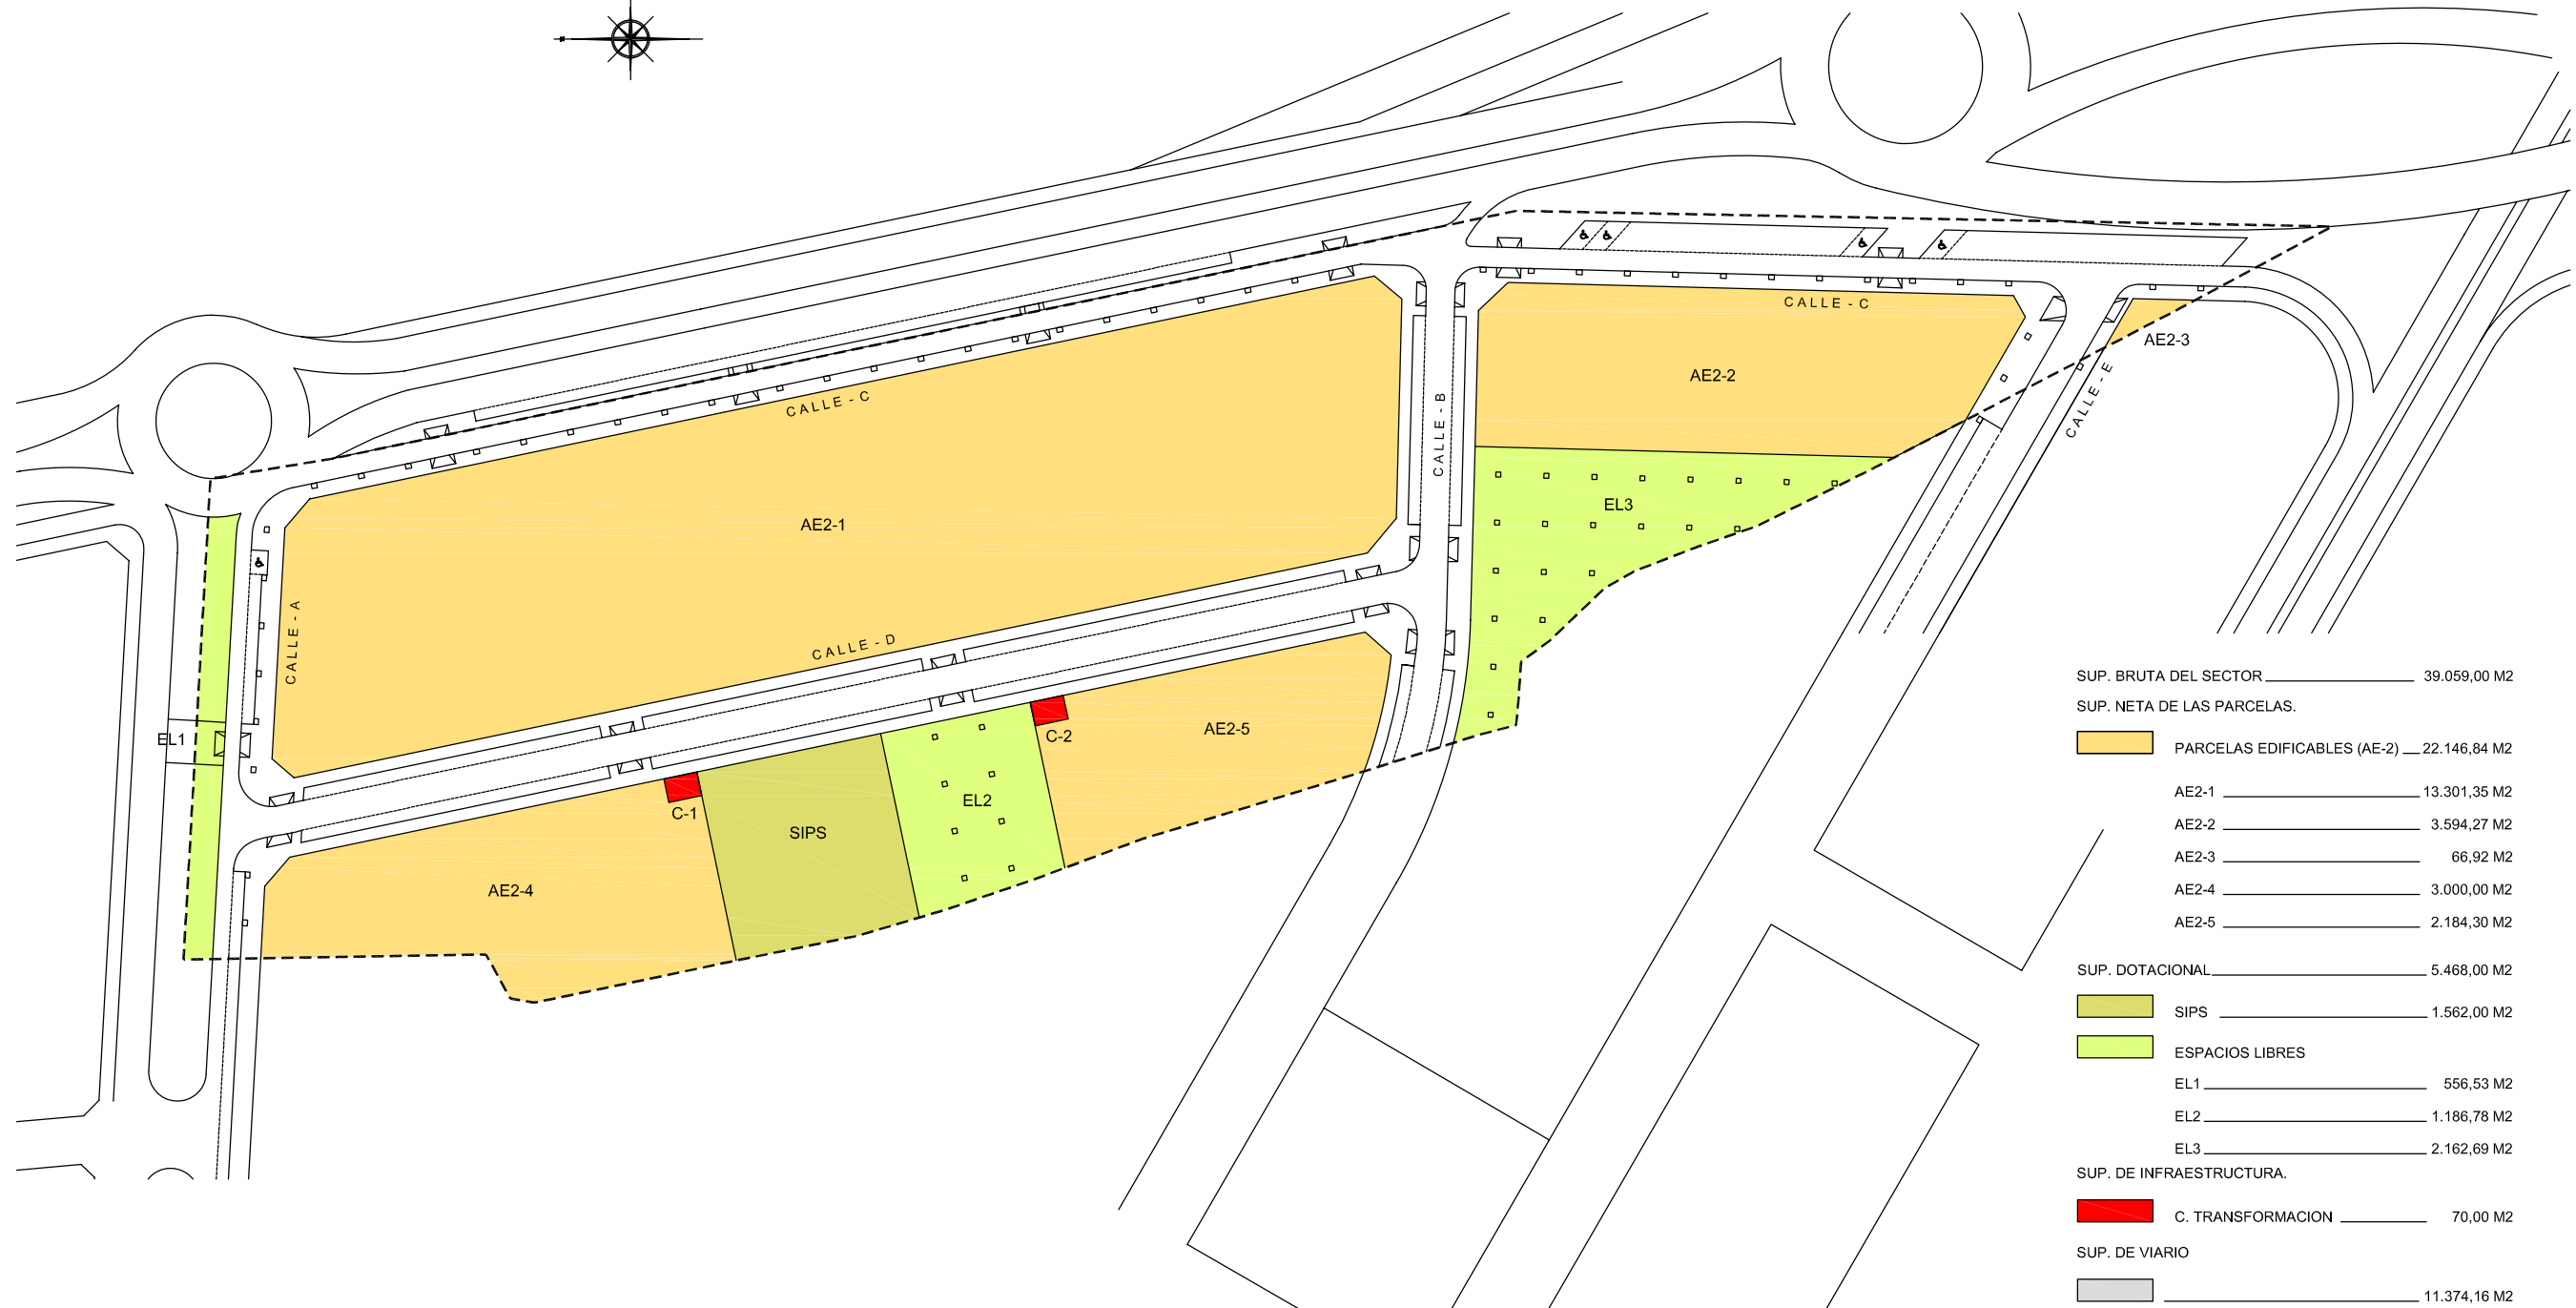 CALLE - C
AE2-3
CALLE - C
AE2-2
CALLE - E
CALLE - B
EL3
AE2-1
CALLE - A
CALLE - D
EL1
C-2
AE2-5
EL2
C-1
SIPS
AE2-4
SUP. BRUTA DEL SECTOR 39.059,00 M2
SUP. NETA DE LAS PARCELAS.
PARCELAS EDIFICABLES (AE-2) 22.146,84 M2
AE2-1 13.301,35 M2
AE2-2 3.594,27 M2
AE2-3 66,92 M2
AE2-4 3.000,00 M2
AE2-5 2.184,30 M2
SUP. DOTACIONAL 5.468,00 M2
SIPS 1.562,00 M2
ESPACIOS LIBRES
EL1 556,53 M2
EL2 1.186,78 M2
EL3 2.162,69 M2
SUP. DE INFRAESTRUCTURA.
C. TRANSFORMACION 70,00 M2
SUP. DE VIARIO
11.374,16 M2